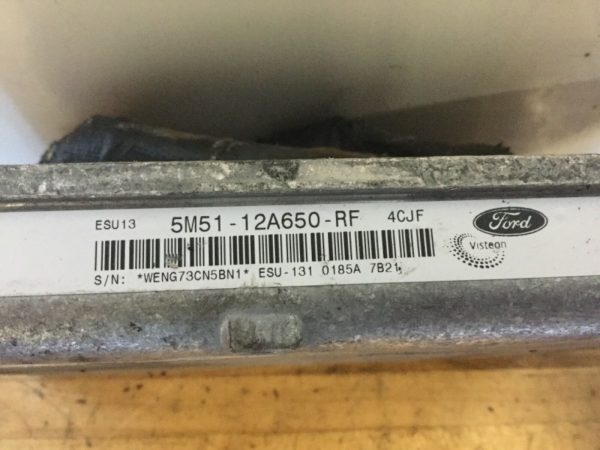 ESU13 5M51-12A650-RF 4CJF
Ford
Visteon
S/N: *WENG73CN5BN1* ESU-131 0185A 7B21